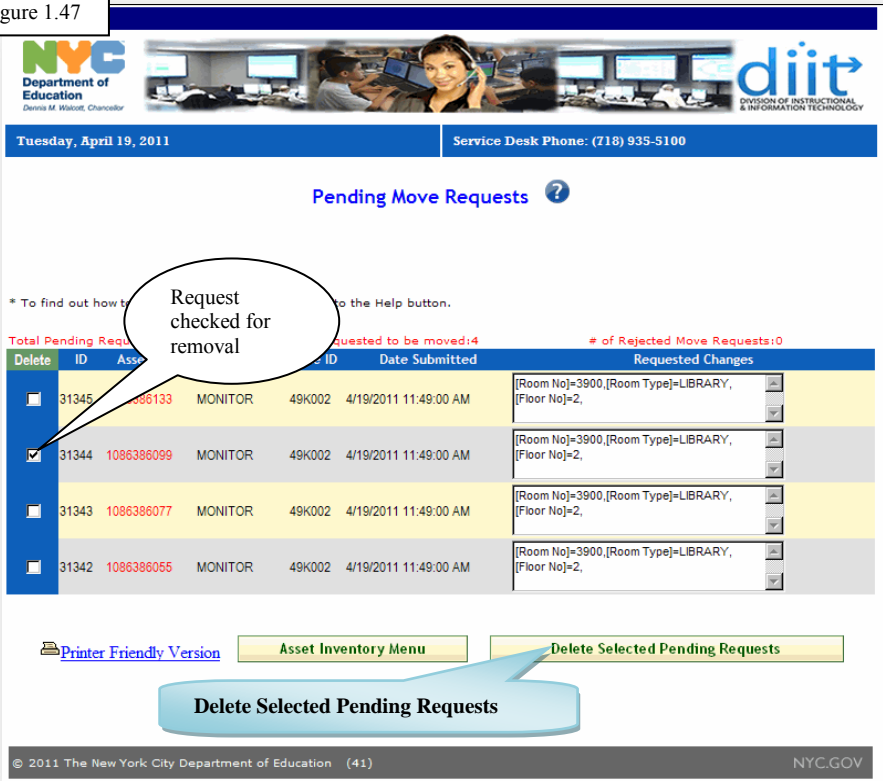 gure 1.47
NYC
Department of
Education
Dennis M. Walcott, Chancellor
diit
DIVISION OF INSTRUCTIONAL
& INFORMATION TECHNOLOGY
Tuesday, April 19, 2011 Service Desk Phone: (718) 935-5100
Pending Move Requests ?
* To find out how to the Help button.
Request
checked for
removal
Total Pending to be moved:4 # of Rejected Move Requests:0
Delete ID ID Date Submitted Requested Changes
31345 MONITOR 49K002 4/19/2011 11:49:00 AM [Room No]=3900,[Room Type]=LIBRARY,
[Floor No]=2,
31344 1086386099 MONITOR 49K002 4/19/2011 11:49:00 AM [Room No]=3900,[Room Type]=LIBRARY,
[Floor No]=2,
31343 1086386077 MONITOR 49K002 4/19/2011 11:49:00 AM [Room No]=3900,[Room Type]=LIBRARY,
[Floor No]=2,
31342 1086386055 MONITOR 49K002 4/19/2011 11:49:00 AM [Room No]=3900,[Room Type]=LIBRARY,
[Floor No]=2,
Printer Friendly Version Asset Inventory Menu Delete Selected Pending Requests
Delete Selected Pending Requests
© 2011 The New York City Department of Education (41) NYC.GOV